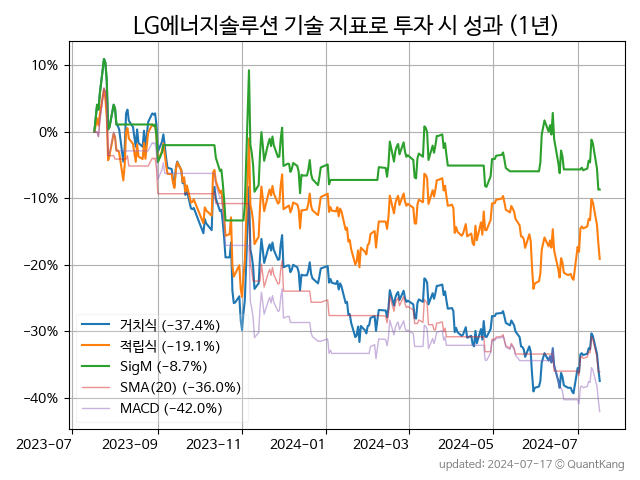 LG에너지솔루션 기술 지표로 투자 시 성과 (1년)
10%
0%
−10%
−20%
−30%
−40%
거치식 (−37.4%)
적립식 (−19.1%)
SigM (−8.7%)
SMA(20) (−36.0%)
MACD (−42.0%)
2023-07 2023-09 2023-11 2024-01 2024-03 2024-05 2024-07
updated: 2024-07-17 © QuantKang